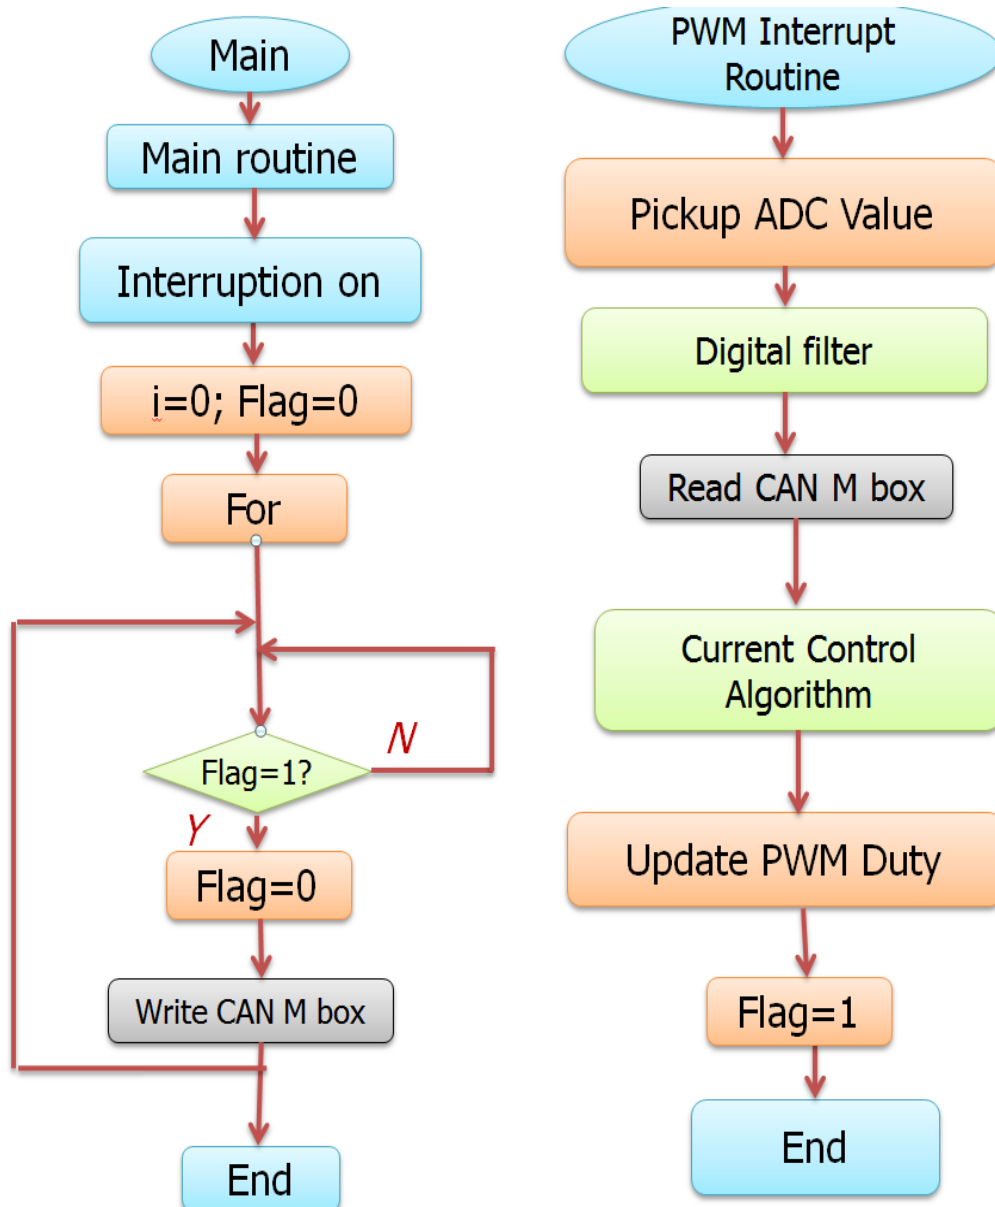 Main
Main routine
Interruption on
i=0; Flag=0
For
Flag=1?
N
Y
Flag=0
Write CAN M box
End
PWM Interrupt
Routine
Pickup ADC Value
Digital filter
Read CAN M box
Current Control
Algorithm
Update PWM Duty
Flag=1
End